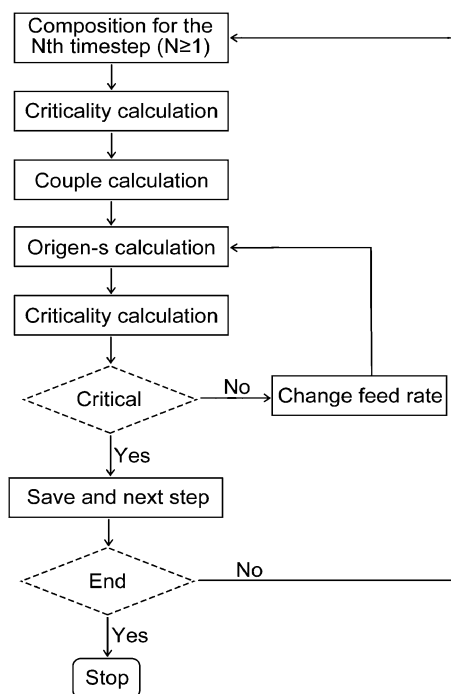 Composition for the
Nth timestep (N≥1)
Criticality calculation
Couple calculation
Origen-s calculation
Criticality calculation
Critical
No
Change feed rate
Yes
Save and next step
End
No
Yes
Stop